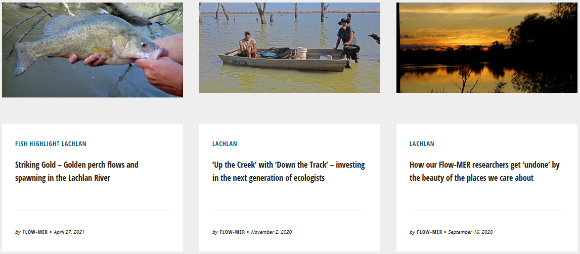 FISH HIGHLIGHT LACHLAN
Striking Gold – Golden perch flows and
spawning in the Lachlan River
by FLOW-MER • April 27, 2021
LACHLAN
‘Up the Creek’ with ‘Down the Track’ – investing
in the next generation of ecologists
by FLOW-MER • November 2, 2020
LACHLAN
How our Flow-MER researchers get ‘undone’ by
the beauty of the places we care about
by FLOW-MER • September 16, 2020